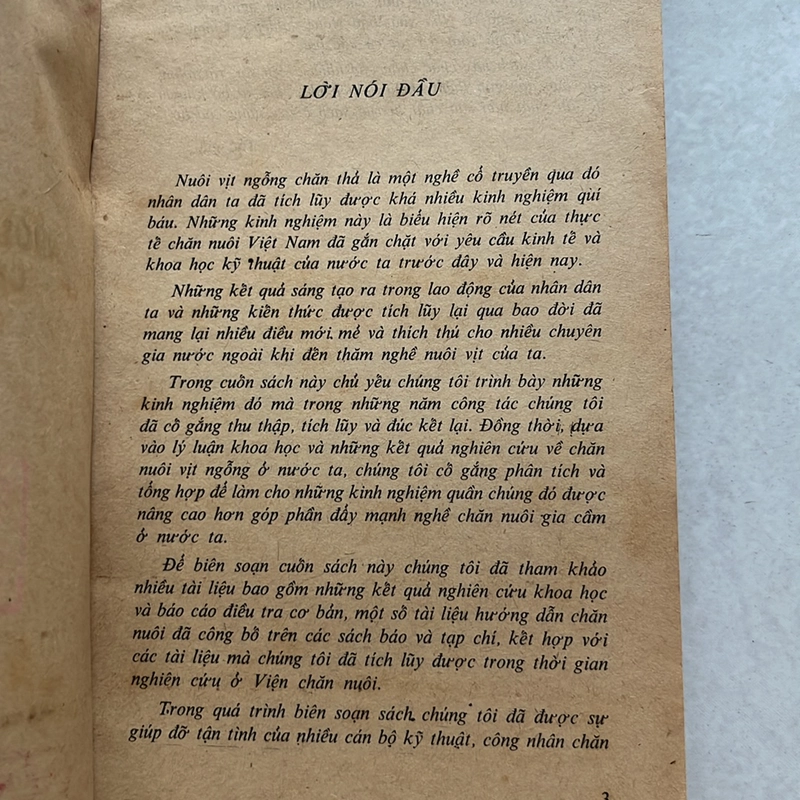 LỜI NÓI ĐẦU
Nuôi vịt ngỗng chăn thả là một nghề cổ truyền qua đó
nhân dân ta đã tích lũy được khá nhiều kinh nghiệm quí
báu. Những kinh nghiệm này là biểu hiện rõ nét của thực
tế chăn nuôi Việt Nam đã gắn chặt với yêu cầu kinh tế và
khoa học kỹ thuật của nước ta trước đây và hiện nay.
Những kết quả sáng tạo ra trong lao động của nhân dân
ta và những kiến thức được tích lũy lại qua bao đời đã
mang lại nhiều điều mới mẻ và thích thú cho nhiều chuyên
gia nước ngoài khi đến thăm nghề nuôi vịt của ta.
Trong cuốn sách này chủ yếu chúng tôi trình bày những
kinh nghiệm đó mà trong những năm công tác chúng tôi
đã cố gắng thu thập, tích lũy và đúc kết lại. Đồng thời, dựa
vào lý luận khoa học và những kết quả nghiên cứu về chăn
nuôi vịt ngỗng ở nước ta, chúng tôi cố gắng phân tích và
tổng hợp để làm cho những kinh nghiệm quần chúng đó được
nâng cao hơn góp phần đẩy mạnh nghề chăn nuôi gia cầm
ở nước ta.
Để biên soạn cuốn sách này chúng tôi đã tham khảo
nhiều tài liệu bao gồm những kết quả nghiên cứu khoa học
và báo cáo điều tra cơ bản, một số tài liệu hướng dẫn chăn
nuôi đã công bố trên các sách báo và tạp chí, kết hợp với
các tài liệu mà chúng tôi đã tích lũy được trong thời gian
nghiên cứu ở Viện chăn nuôi.
Trong quá trình biên soạn sách chúng tôi đã được sự
giúp đỡ tận tình của nhiều cán bộ kỹ thuật, công nhân chăn
3